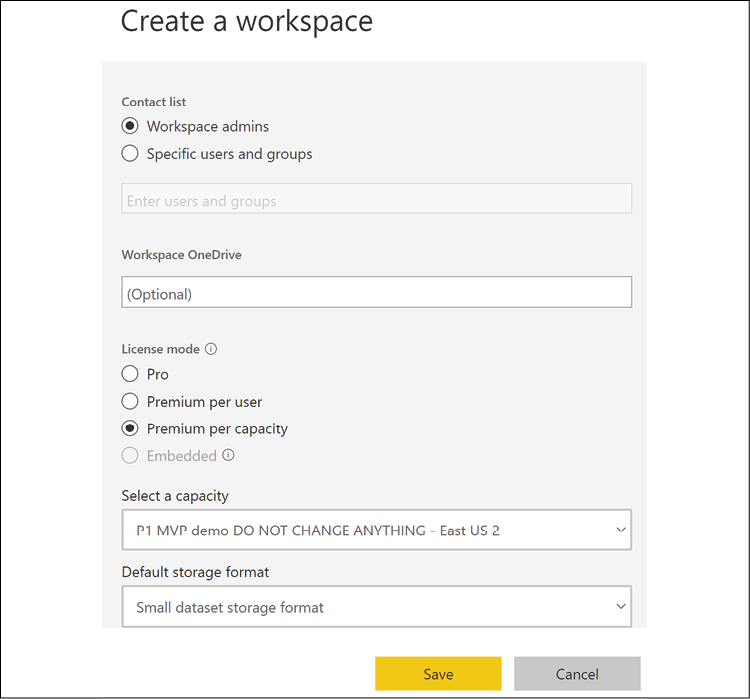 Create a workspace
Contact list
Workspace admins
Specific users and groups
Enter users and groups
Workspace OneDrive
(Optional)
License mode
Pro
Premium per user
Premium per capacity
Embedded
Select a capacity
P1 MVP demo DO NOT CHANGE ANYTHING - East US 2
Default storage format
Small dataset storage format
Save Cancel